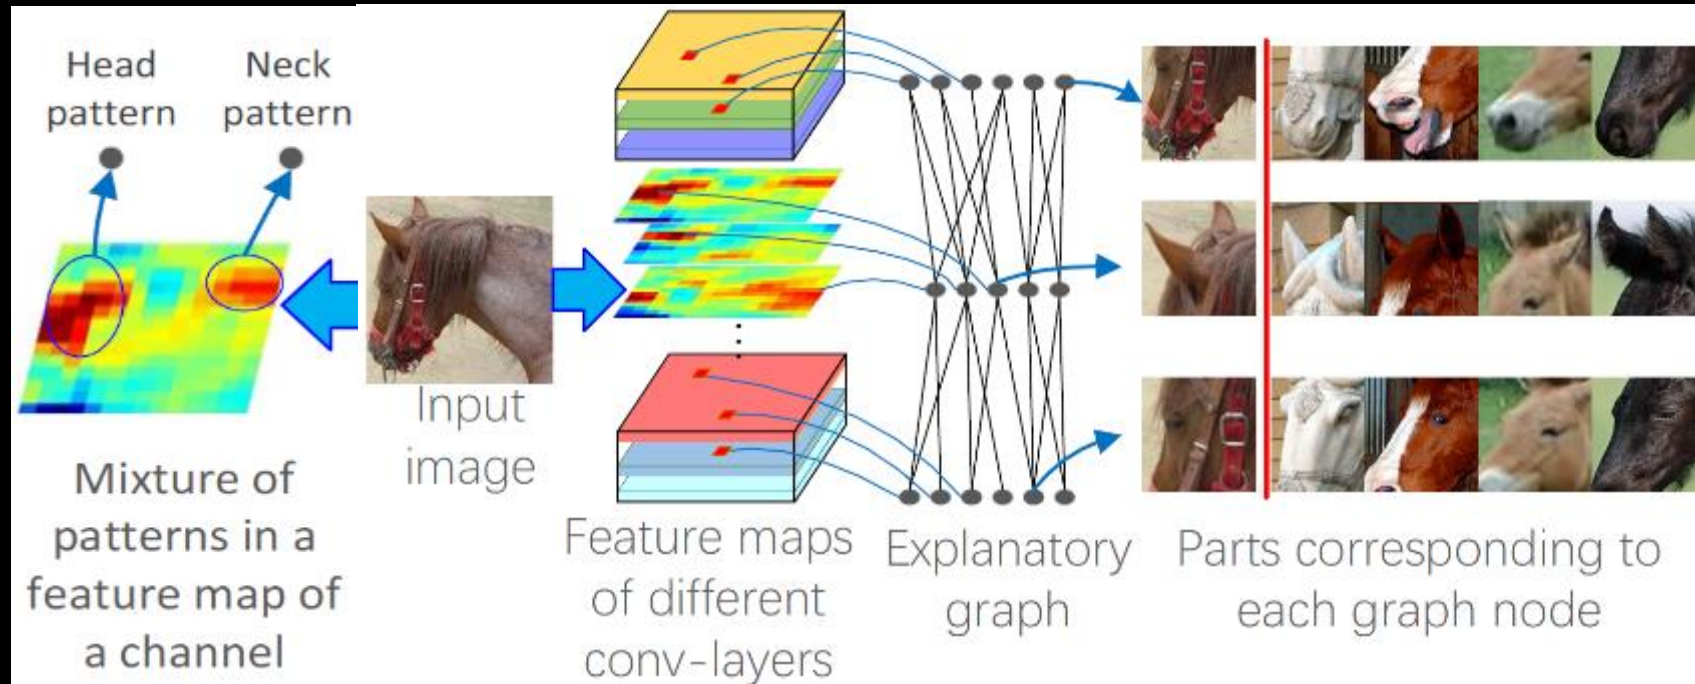 Head
pattern
Neck
pattern
Mixture of
patterns in a
feature map of
a channel
Input
image
Feature maps
of different
conv-layers
Explanatory
graph
Parts corresponding to
each graph node